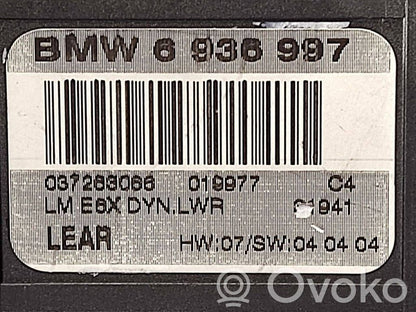 BMW 6 936 997
037283066 019977 C4
LM E6X DYN.LWR 01941
LEAR HW:07/SW:04 04 04
Ovoko